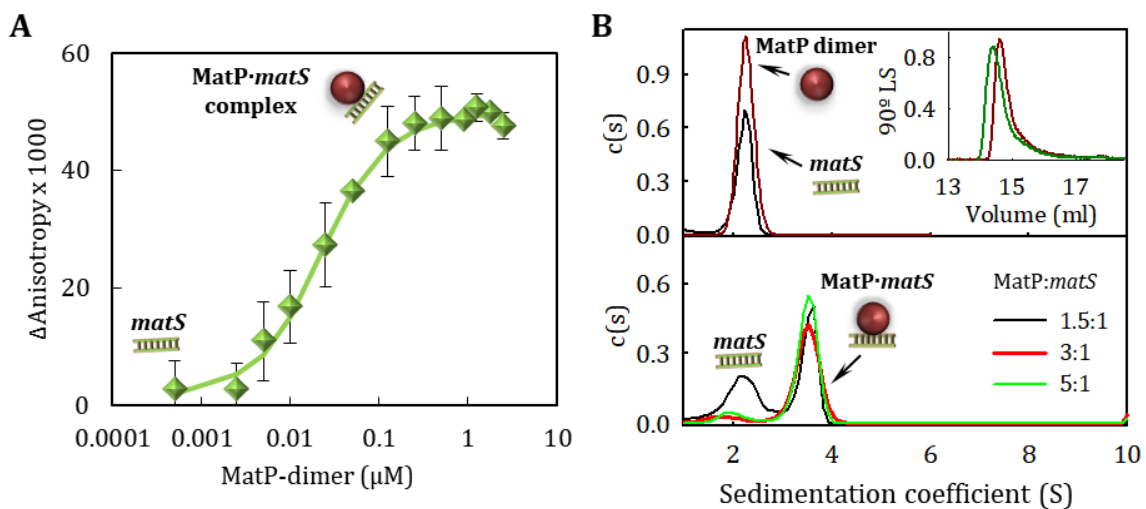 A
60
40
20
0
ΔAnisotropy x 1000
MatP·matS
complex
matS
0.0001
0.001
0.01
0.1
1
10
MatP-dimer (µM)
B
0.9
0.6
0.3
0.0
c(s)
MatP dimer
matS
90º LS
0.8
0.4
0.0
13
15
17
Volume (ml)
0.6
0.3
0.0
c(s)
matS
MatP·matS
MatP:matS
1.5:1
3:1
5:1
2
4
6
8
10
Sedimentation coefficient (S)